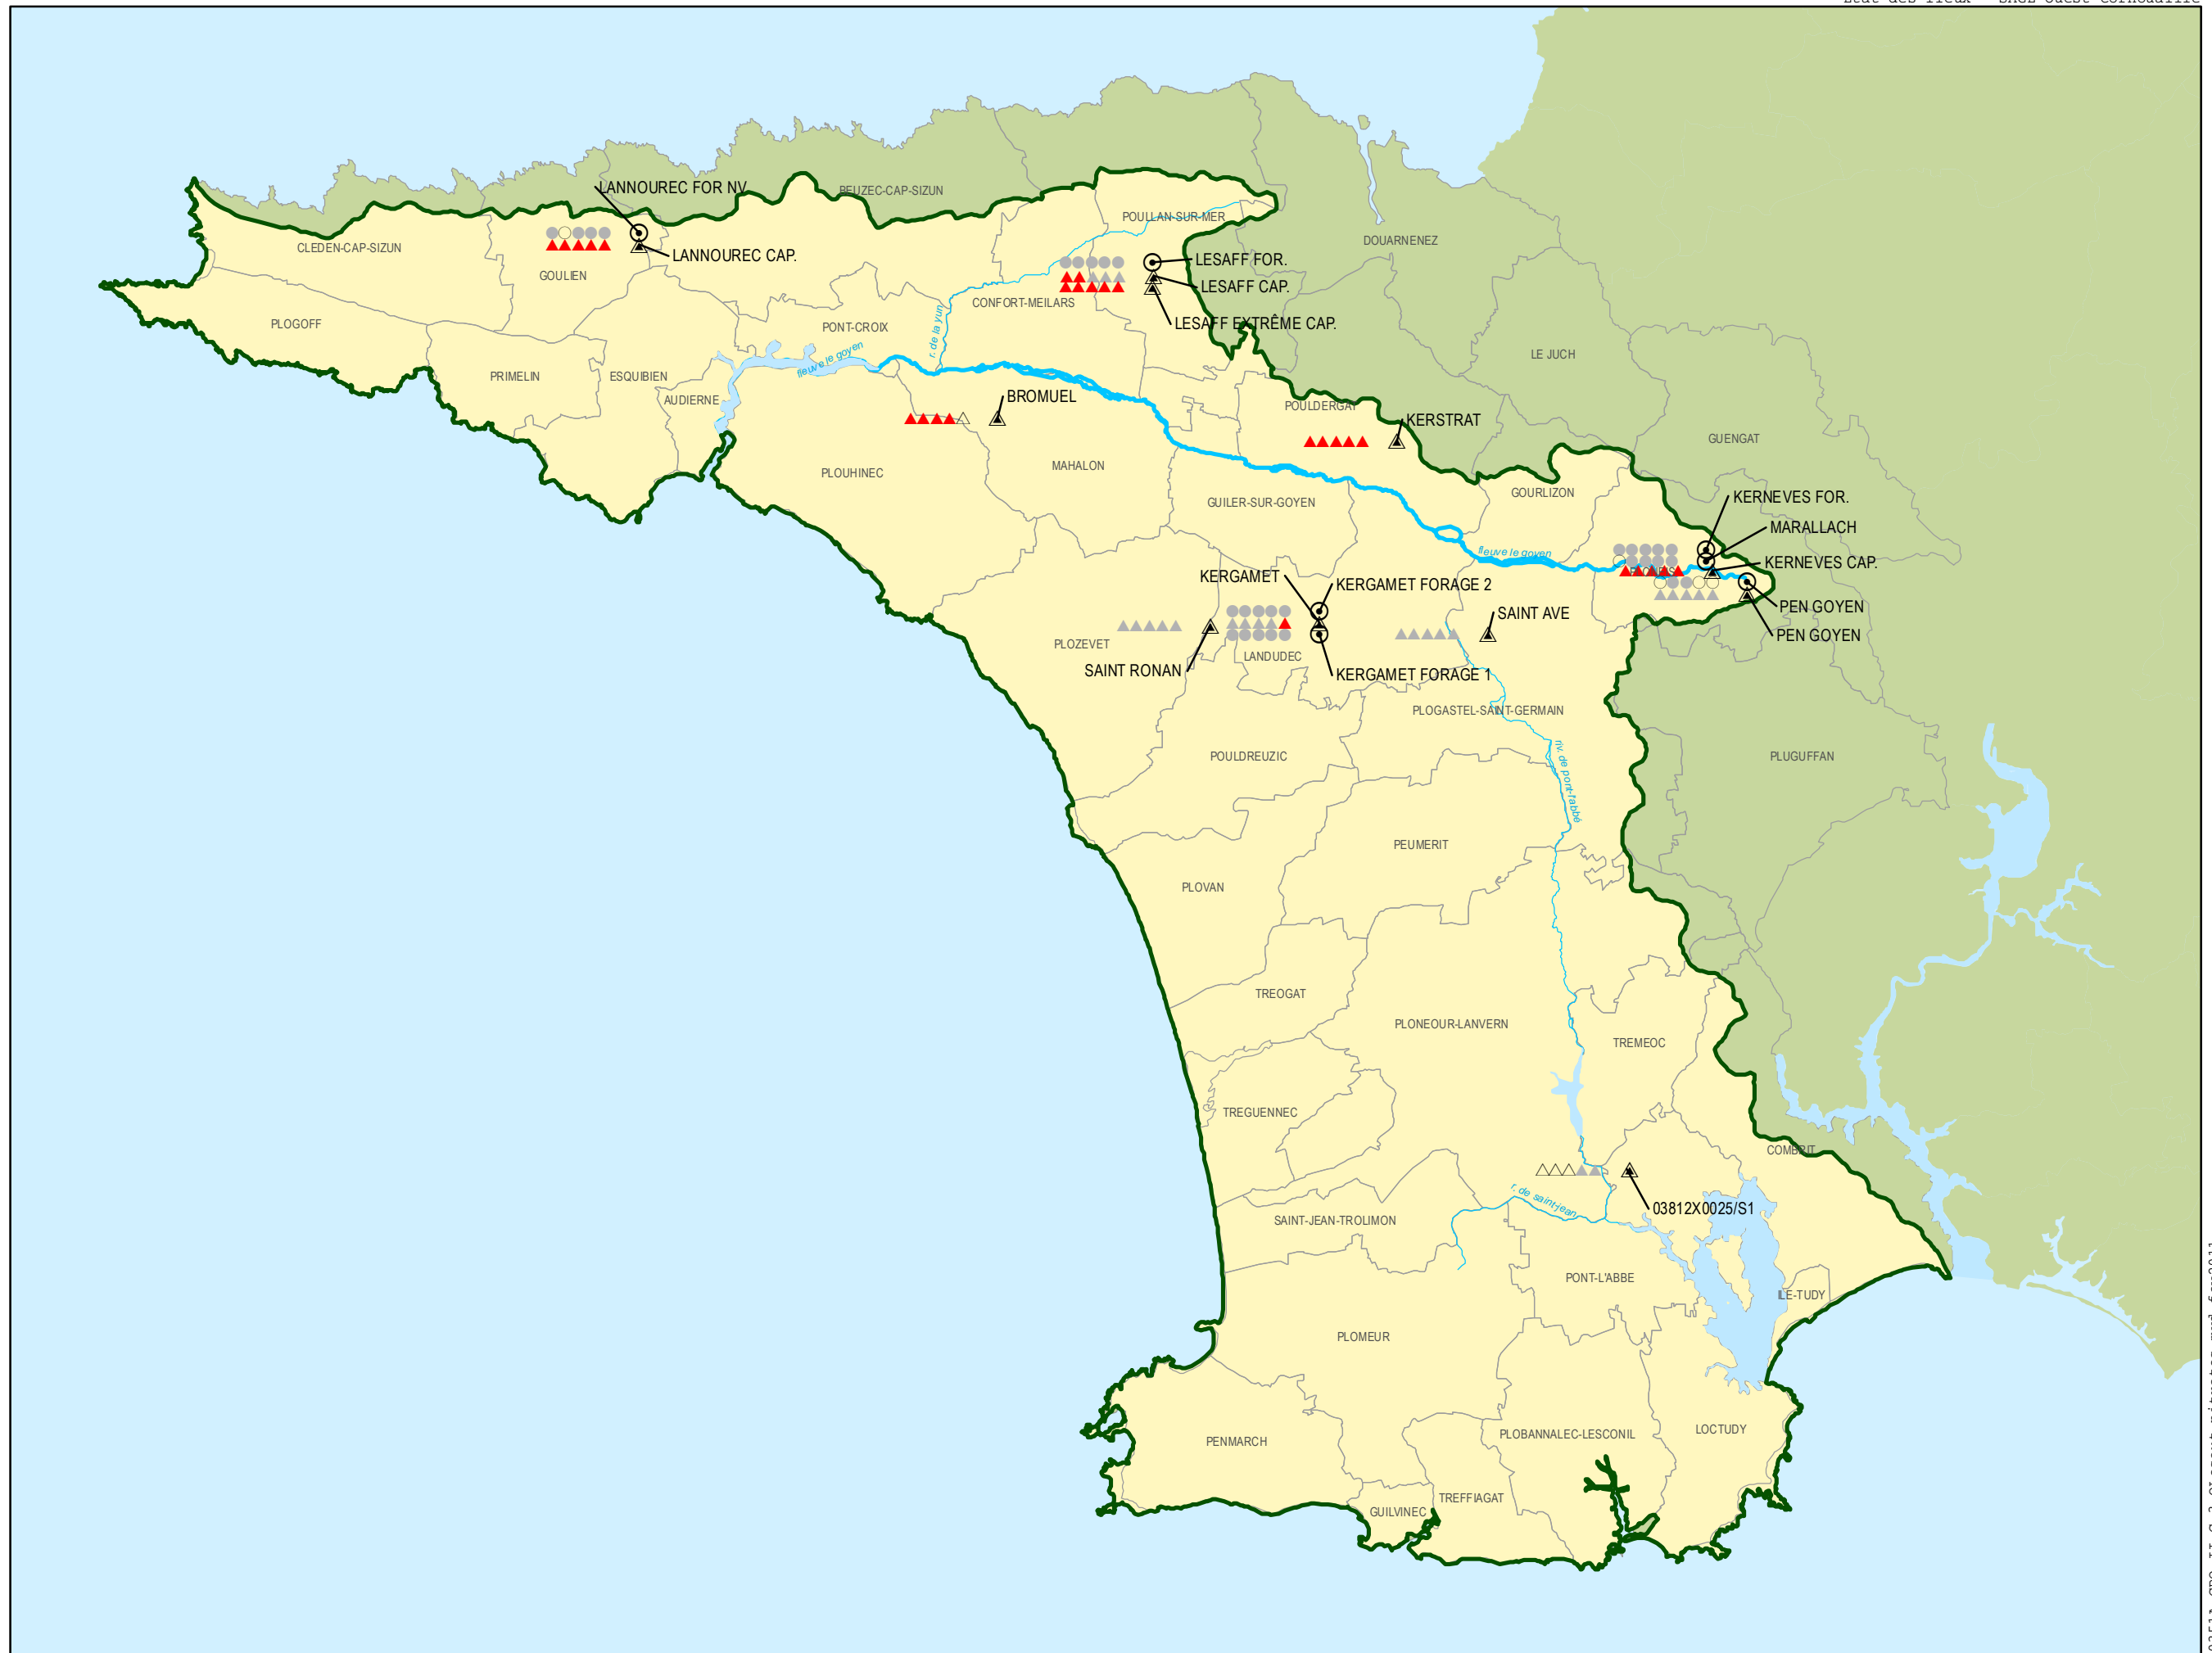 LANNOUREC FOR NV
BEUZEC-CAP-SIZUN
POULLAN-SUR-MER
CLEDEN-CAP-SIZUN
DOUARNENEZ
LANNOUREC CAP.
LESAFF FOR.
GOULIEN
LESAFF CAP.
CONFORT-MEILARS
PLOGOFF
LESAFF EXTRÊME CAP.
PONT-CROIX
r. de la yun
LE JUCH
fleuve le goyen
PRIMELIN
ESQUIBIEN
AUDIERNE
BROMUEL
POULDERGAT
KERSTRAT
GUENGAT
PLOUHINEC
MAHALON
GUILER-SUR-GOYEN
GOURLIZON
KERNEVES FOR.
MARALLACH
fleuve le goyen
KERNEVES CAP.
KERGAMET
KERGAMET FORAGE 2
PEN GOYEN
SAINT AVE
PEN GOYEN
PLOZEVET
LANDUDEC
SAINT RONAN
KERGAMET FORAGE 1
PLOGASTEL-SAINT-GERMAIN
POULDREUZIC
riv. de pont-l'abbé
PLUGUFFAN
PEUMERIT
PLOVAN
TREOGAT
PLONEOUR-LANVERN
TREMEOC
TREGUENNEC
COMBRIT
r. de saint-jean
03812X0025/S1
SAINT-JEAN-TROLIMON
PONT-L'ABBE
ILE-TUDY
PLOMEUR
PENMARCH
PLOBANNALEC-LESCONIL
LOCTUDY
TREFFIAGAT
GUILVINEC